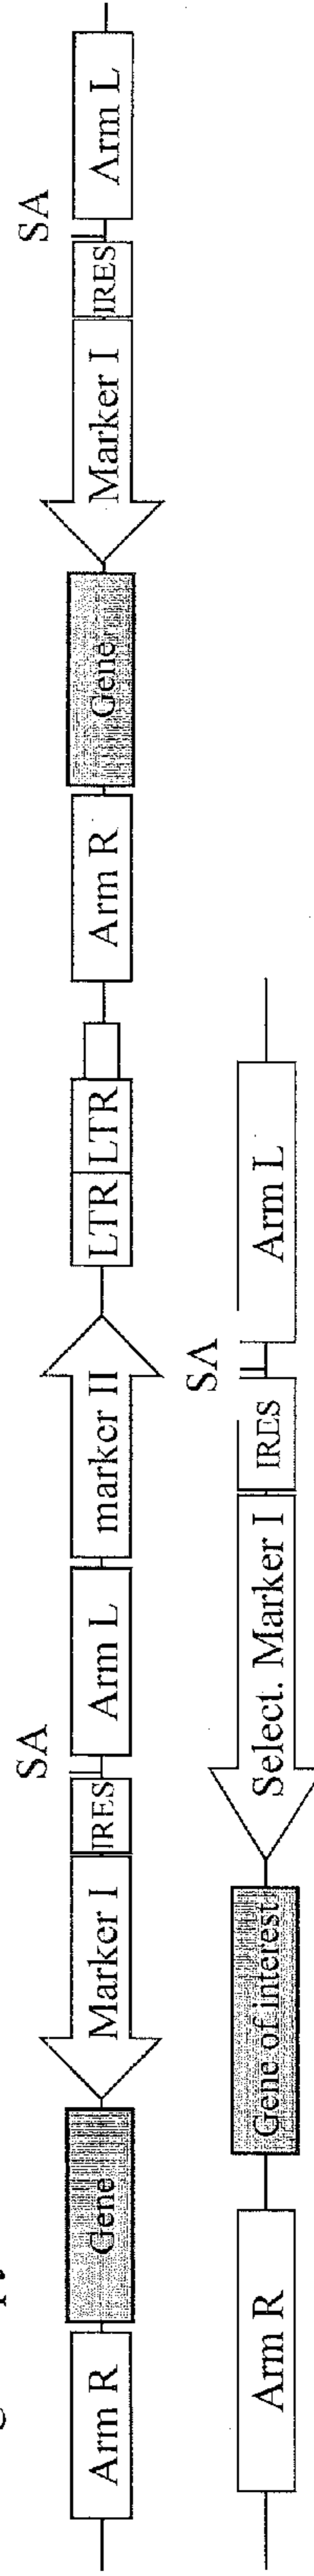 SA SA
Arm R Gene Marker I IRES Arm L marker II LTR LTR Arm R Gene Marker I IRES Arm L
SA
Arm R Gene of interest Select. Marker I IRES Arm L